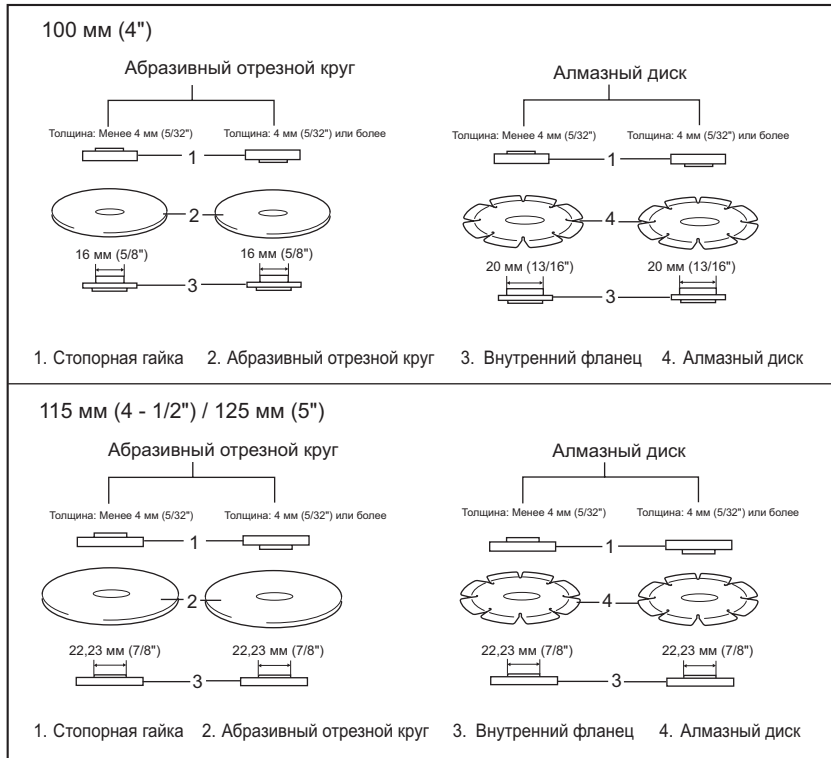 100 мм (4")
Абразивный отрезной круг
Алмазный диск
Толщина: Менее 4 мм (5/32")
Толщина: 4 мм (5/32") или более
Толщина: Менее 4 мм (5/32")
Толщина: 4 мм (5/32") или более
1
1
2
4
16 мм (5/8")
16 мм (5/8")
20 мм (13/16")
20 мм (13/16")
3
3
1. Стопорная гайка 2. Абразивный отрезной круг 3. Внутренний фланец 4. Алмазный диск
115 мм (4 - 1/2") / 125 мм (5")
Абразивный отрезной круг
Алмазный диск
Толщина: Менее 4 мм (5/32")
Толщина: 4 мм (5/32") или более
Толщина: Менее 4 мм (5/32")
Толщина: 4 мм (5/32") или более
1
1
2
4
22,23 мм (7/8")
22,23 мм (7/8")
22,23 мм (7/8")
22,23 мм (7/8")
3
3
1. Стопорная гайка 2. Абразивный отрезной круг 3. Внутренний фланец 4. Алмазный диск